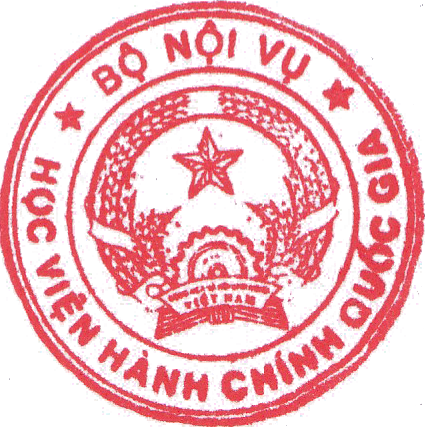 BỘ NỘI VỤ
HỌC VIỆN HÀNH CHÍNH QUỐC GIA
VIỆT NAM